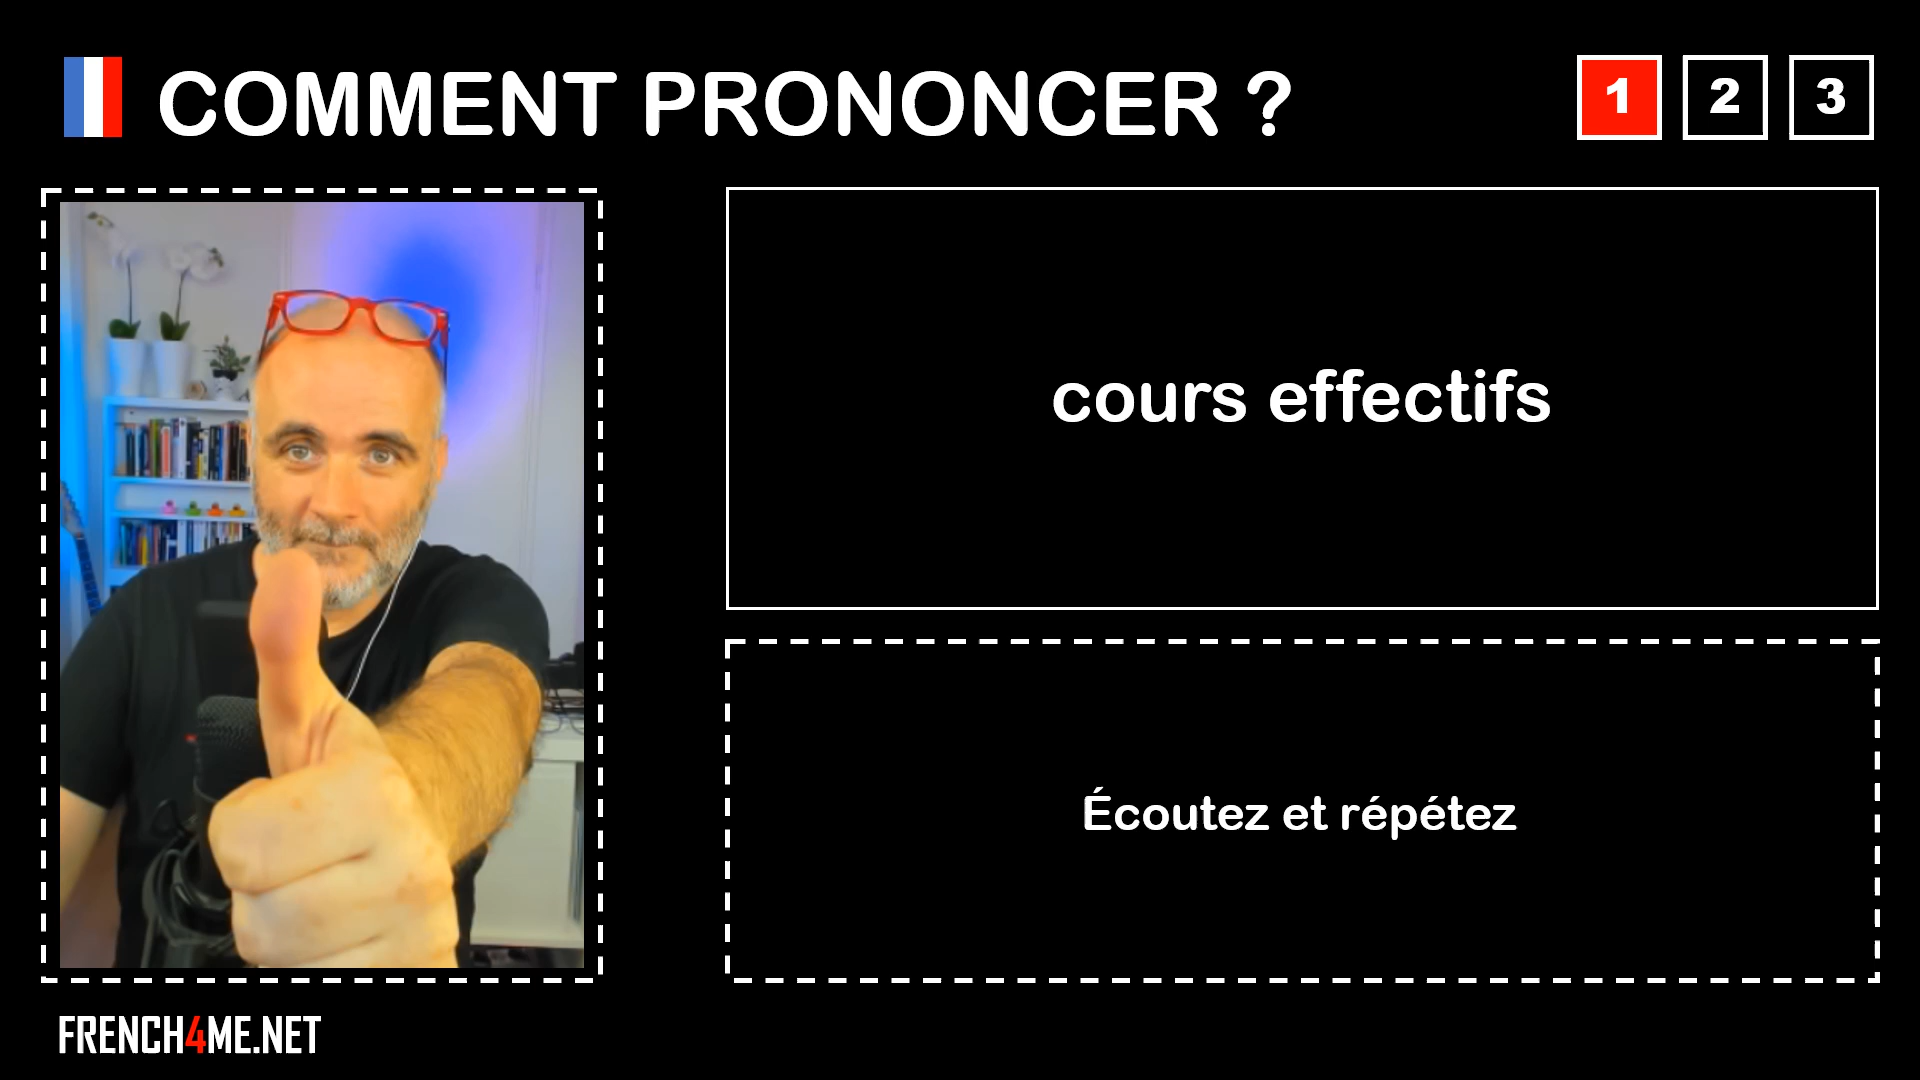 COMMENT PRONONCER ?
1 2 3
cours effectifs
Écoutez et répétez
FRENCH4ME.NET